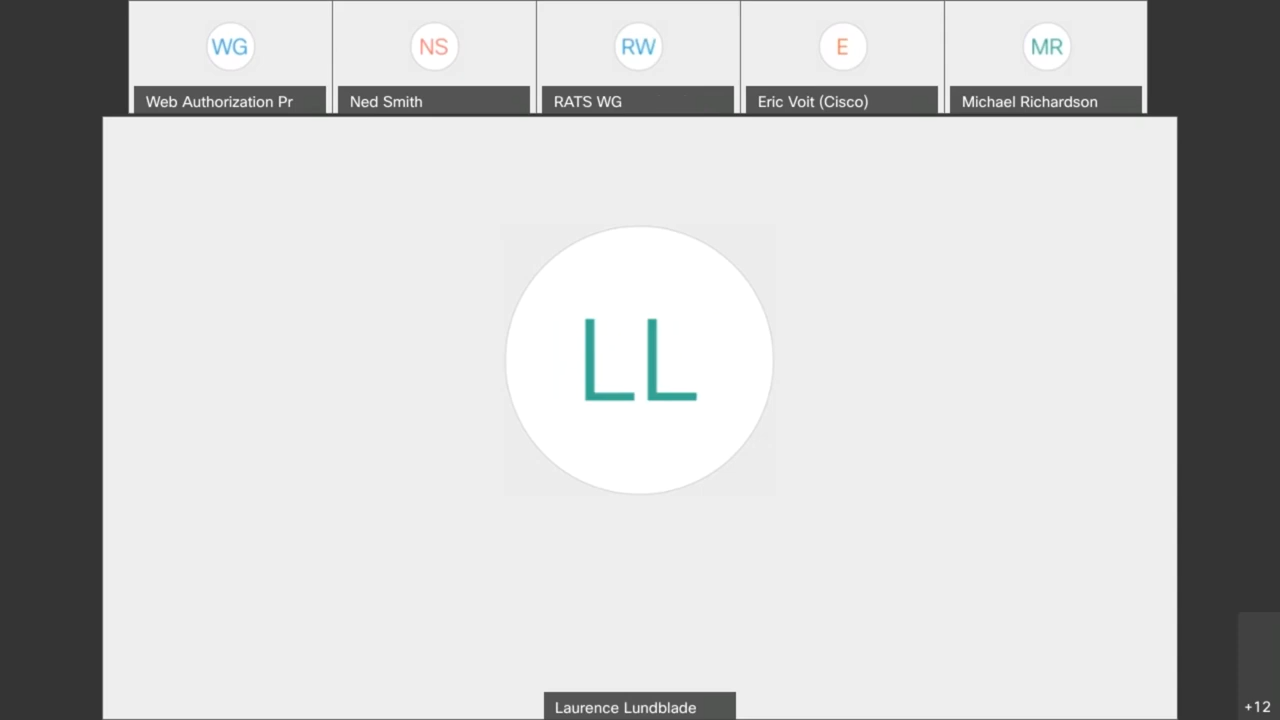 WG
NS
RW
E
MR
Web Authorization Pr
Ned Smith
RATS WG
Eric Voit (Cisco)
Michael Richardson
LL
Laurence Lundblade
+12